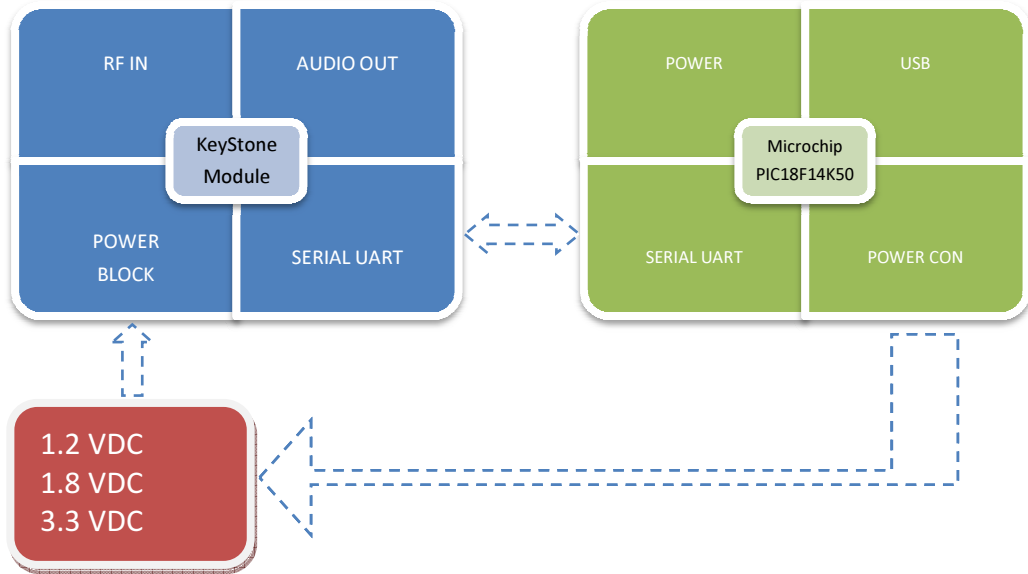 RF IN
AUDIO OUT
KeyStone
Module
POWER
BLOCK
SERIAL UART
POWER
USB
Microchip
PIC18F14K50
SERIAL UART
POWER CON
1.2 VDC
1.8 VDC
3.3 VDC